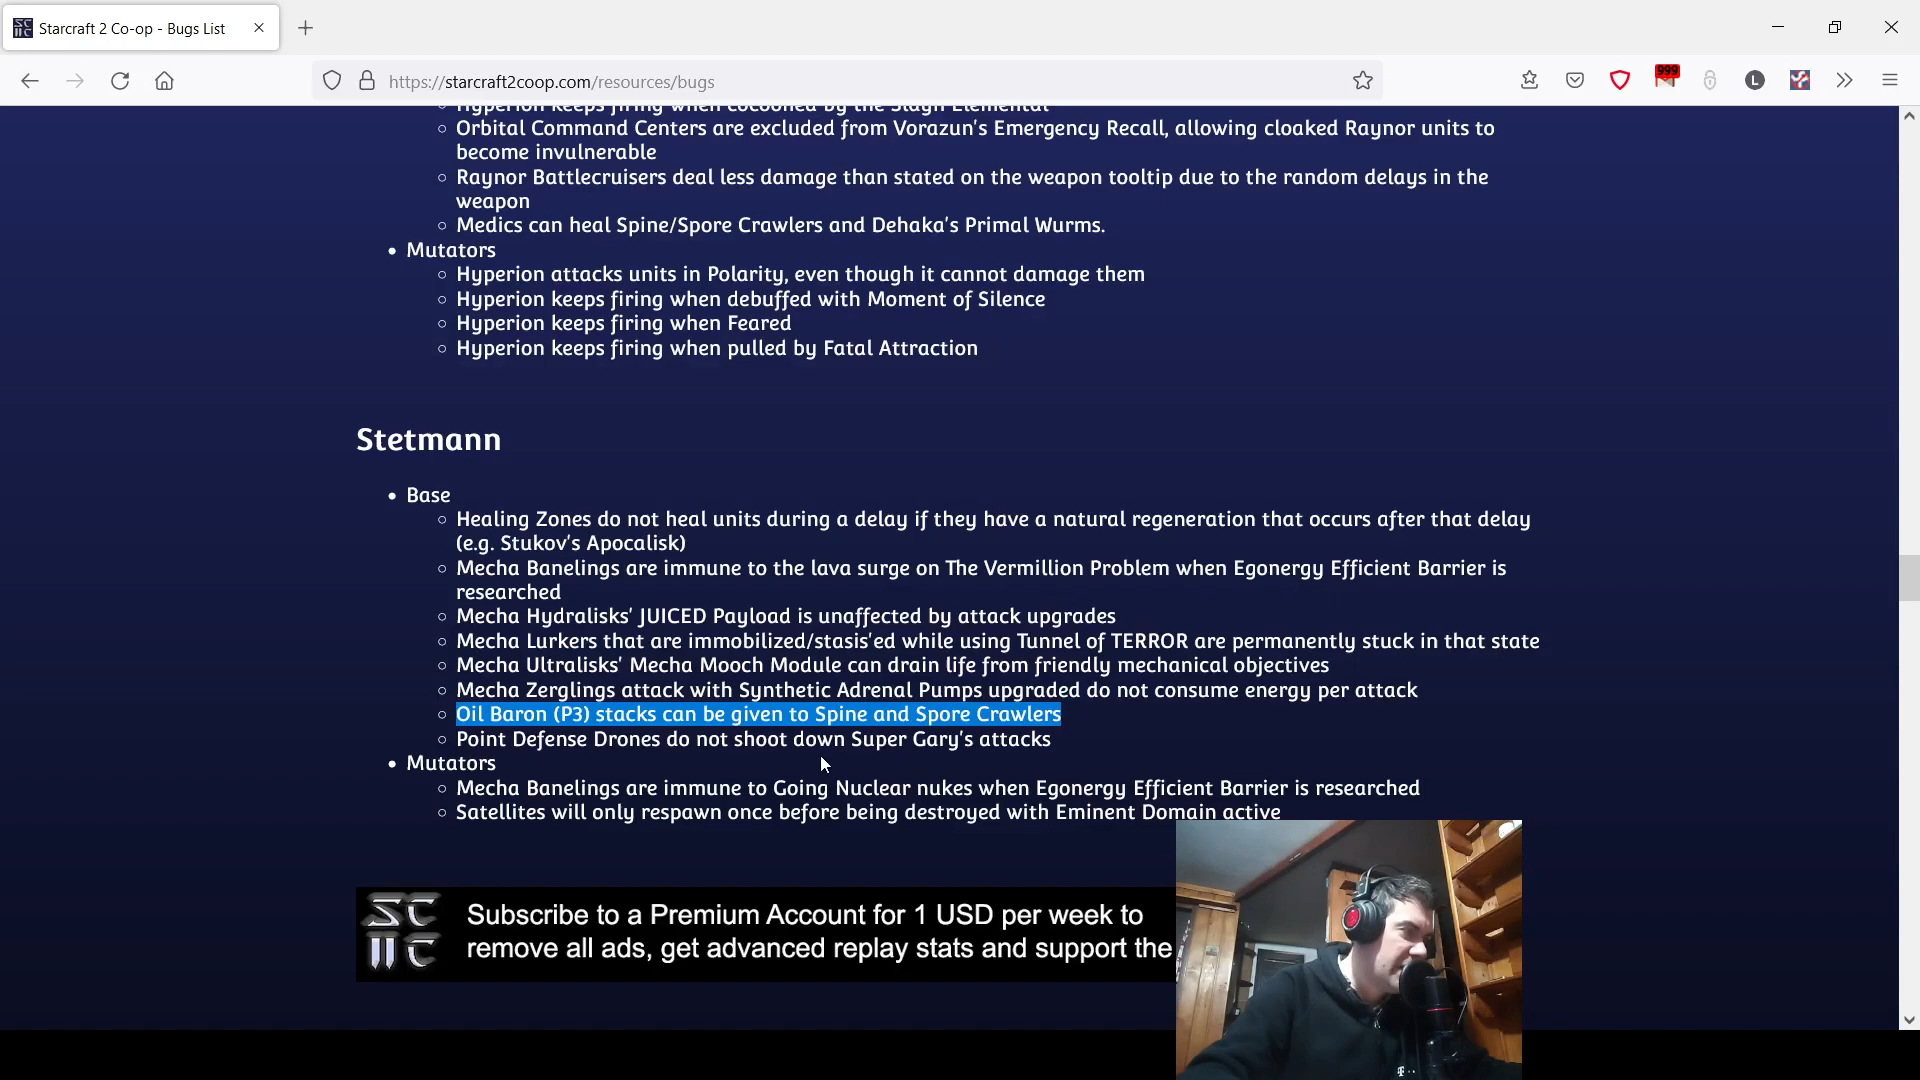 Starcraft 2 Co-op - Bugs List
https://starcraft2coop.com/resources/bugs
999
L
Hyperion keeps firing when cocooned by the Slayn Elemental
Orbital Command Centers are excluded from Vorazun's Emergency Recall, allowing cloaked Raynor units to
become invulnerable
Raynor Battlecruisers deal less damage than stated on the weapon tooltip due to the random delays in the
weapon
Medics can heal Spine/Spore Crawlers and Dehaka's Primal Wurms.
Mutators
Hyperion attacks units in Polarity, even though it cannot damage them
Hyperion keeps firing when debuffed with Moment of Silence
Hyperion keeps firing when Feared
Hyperion keeps firing when pulled by Fatal Attraction
Stetmann
Base
Healing Zones do not heal units during a delay if they have a natural regeneration that occurs after that delay
(e.g. Stukov's Apocalisk)
Mecha Banelings are immune to the lava surge on The Vermillion Problem when Egonergy Efficient Barrier is
researched
Mecha Hydralisks' JUICED Payload is unaffected by attack upgrades
Mecha Lurkers that are immobilized/stasis'ed while using Tunnel of TERROR are permanently stuck in that state
Mecha Ultralisks' Mecha Mooch Module can drain life from friendly mechanical objectives
Mecha Zerglings attack with Synthetic Adrenal Pumps upgraded do not consume energy per attack
Oil Baron (P3) stacks can be given to Spine and Spore Crawlers
Point Defense Drones do not shoot down Super Gary's attacks
Mutators
Mecha Banelings are immune to Going Nuclear nukes when Egonergy Efficient Barrier is researched
Satellites will only respawn once before being destroyed with Eminent Domain active
SC
IIC
Subscribe to a Premium Account for 1 USD per week to
remove all ads, get advanced replay stats and support the